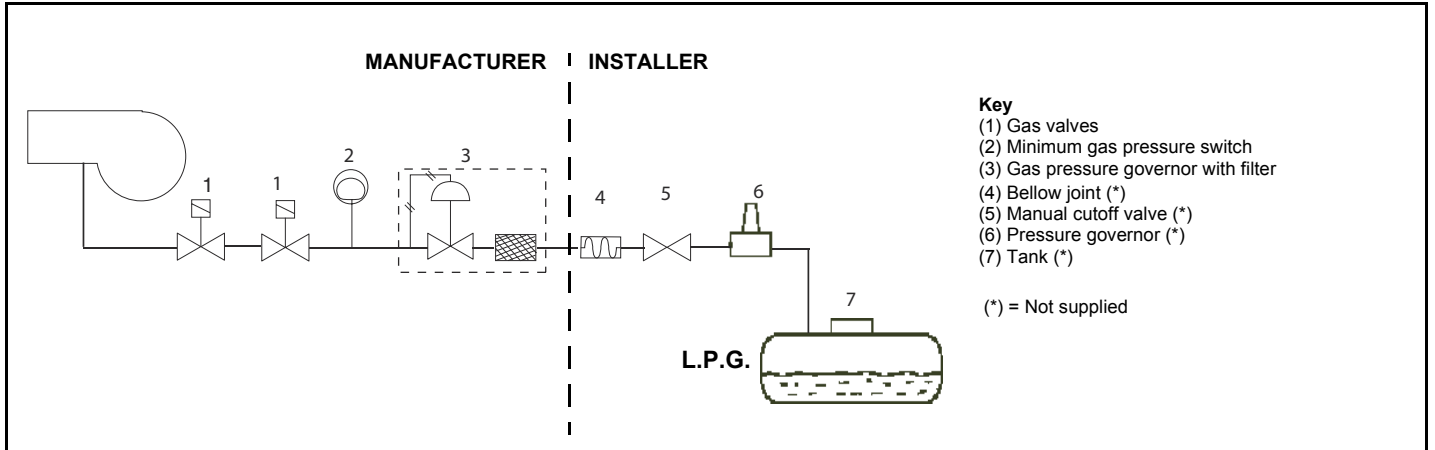 MANUFACTURER INSTALLER
1 1 2 3 4 5 6
7
L.P.G.
Key
(1) Gas valves
(2) Minimum gas pressure switch
(3) Gas pressure governor with filter
(4) Bellow joint (*)
(5) Manual cutoff valve (*)
(6) Pressure governor (*)
(7) Tank (*)
(*) = Not supplied